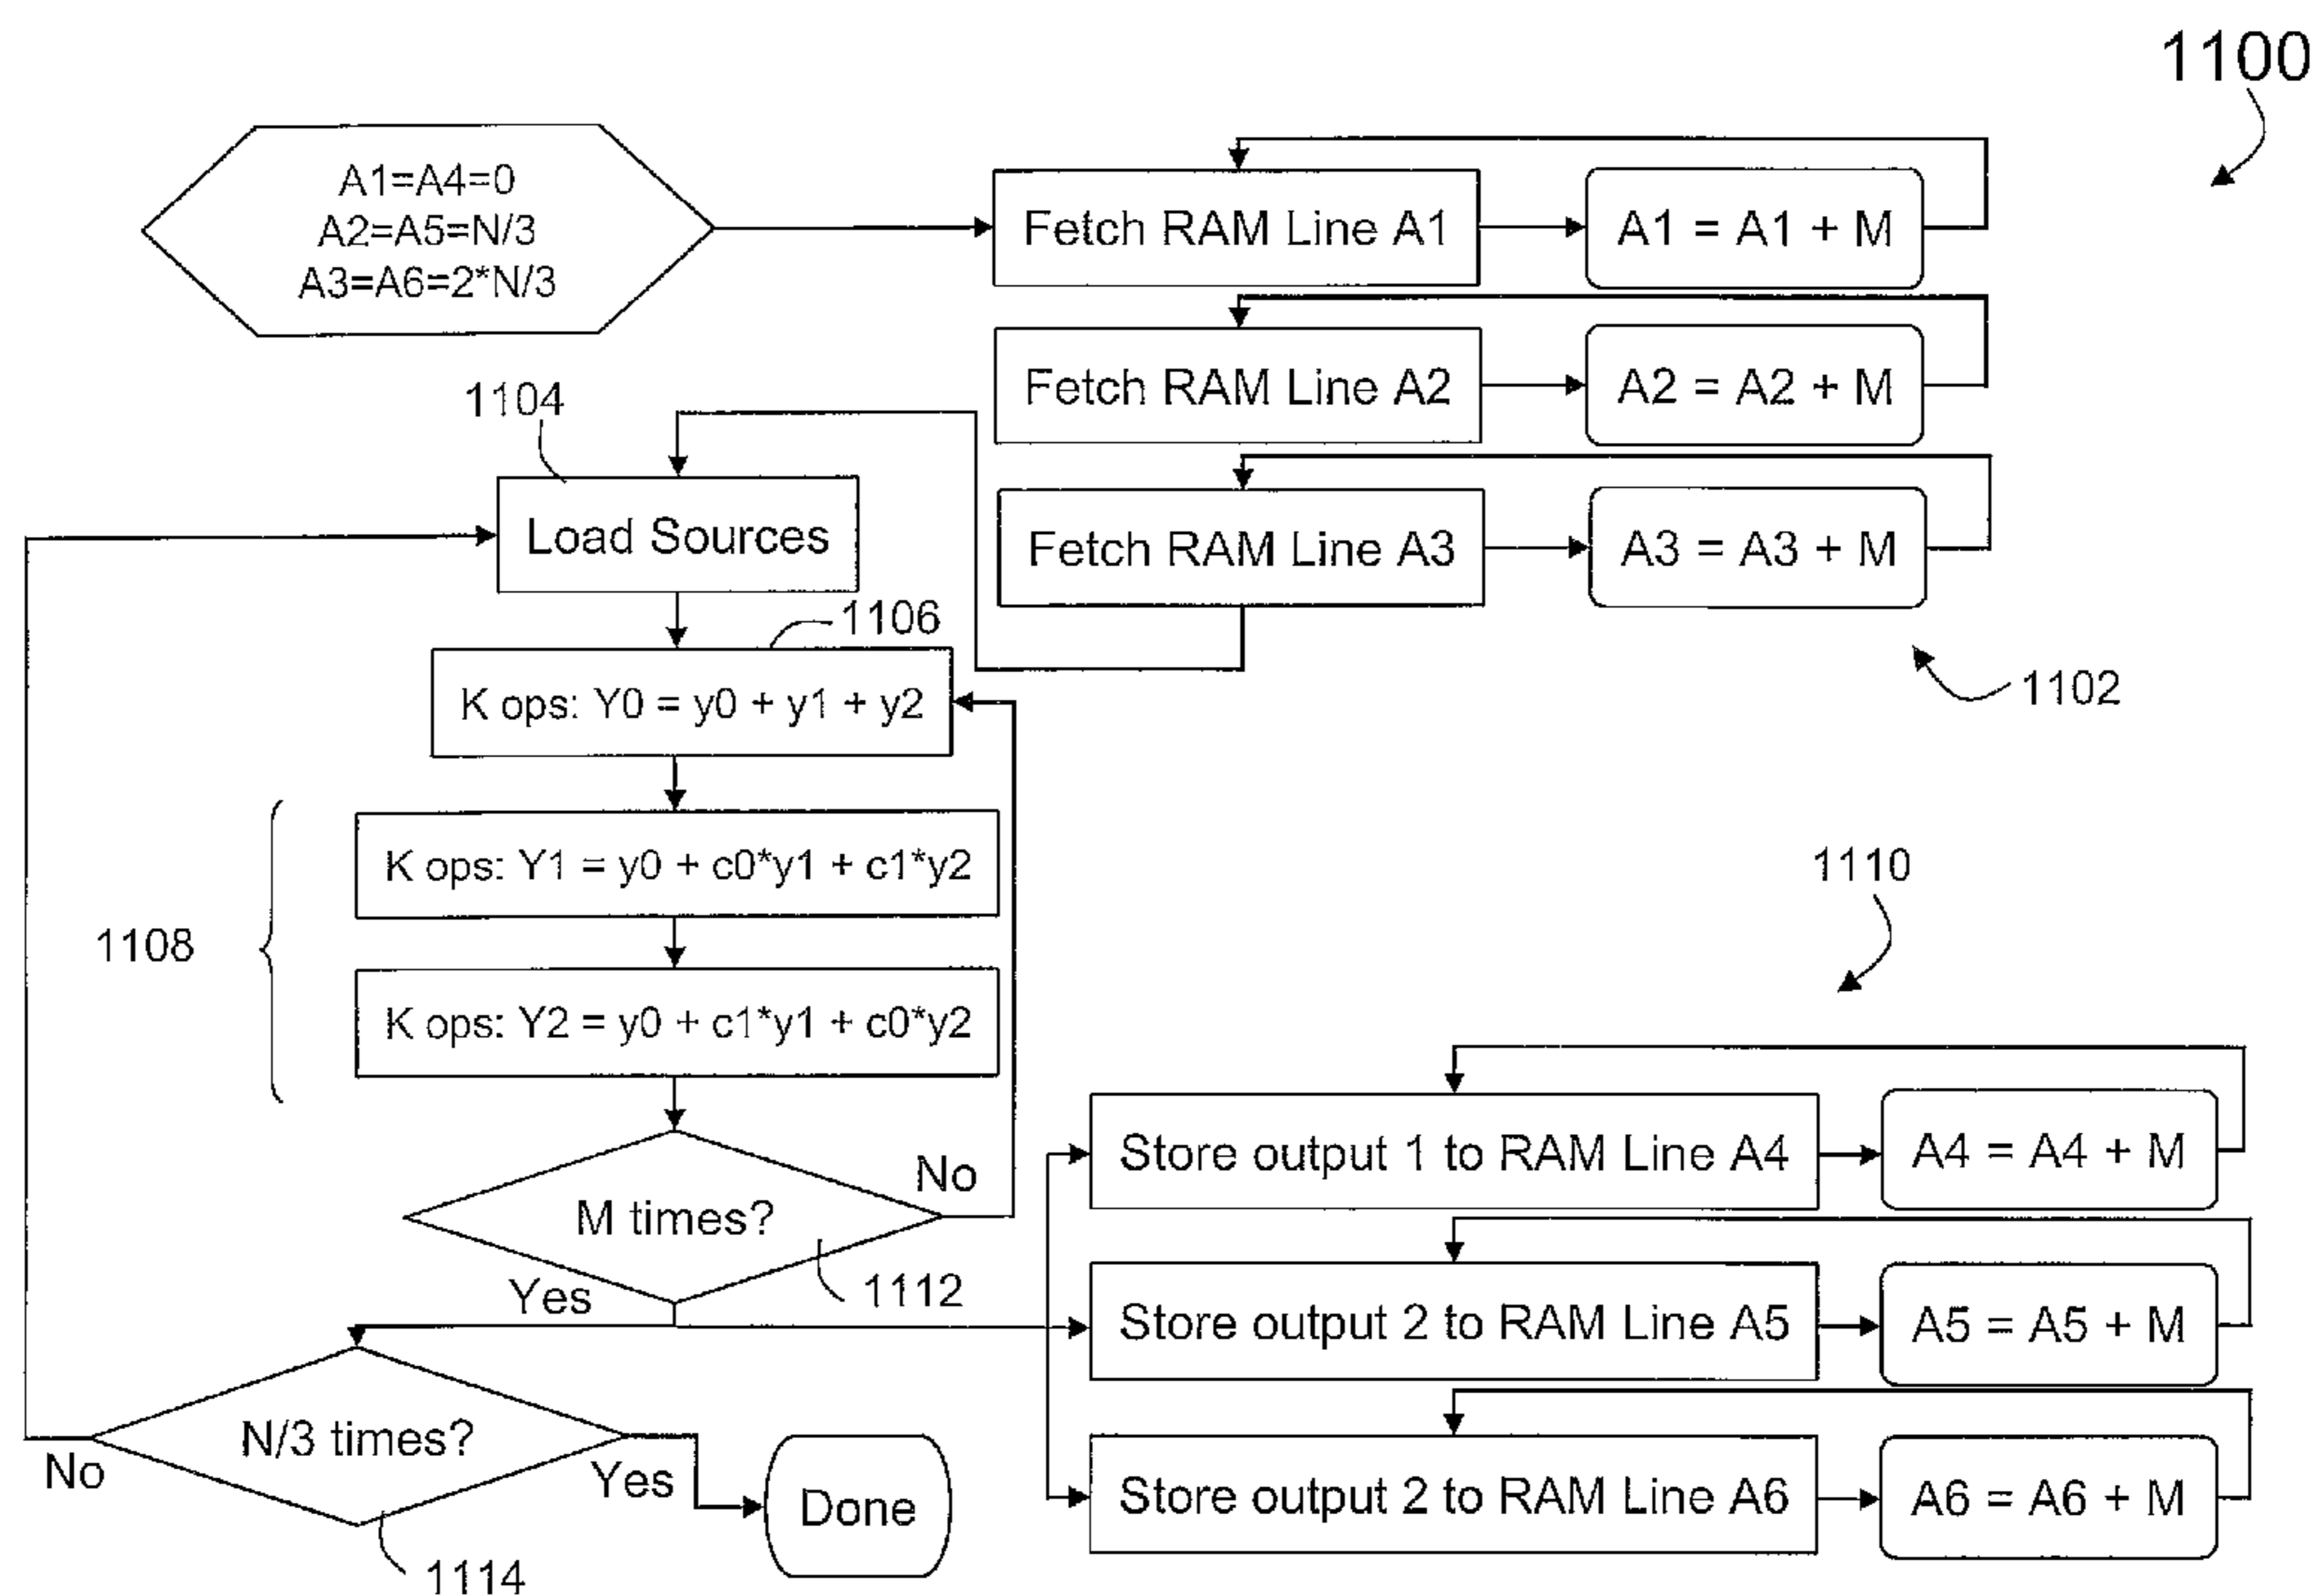 1100
A1=A4=0
A2=A5=N/3
A3=A6=2*N/3
Fetch RAM Line A1
A1 = A1 + M
Fetch RAM Line A2
A2 = A2 + M
Fetch RAM Line A3
A3 = A3 + M
1102
1104
Load Sources
1106
K ops: Y0 = y0 + y1 + y2
1108
K ops: Y1 = y0 + c0*y1 + c1*y2
K ops: Y2 = y0 + c1*y1 + c0*y2
M times?
No
Yes
1112
1110
Store output 1 to RAM Line A4
A4 = A4 + M
Store output 2 to RAM Line A5
A5 = A5 + M
Store output 2 to RAM Line A6
A6 = A6 + M
N/3 times?
No
Yes
Done
1114